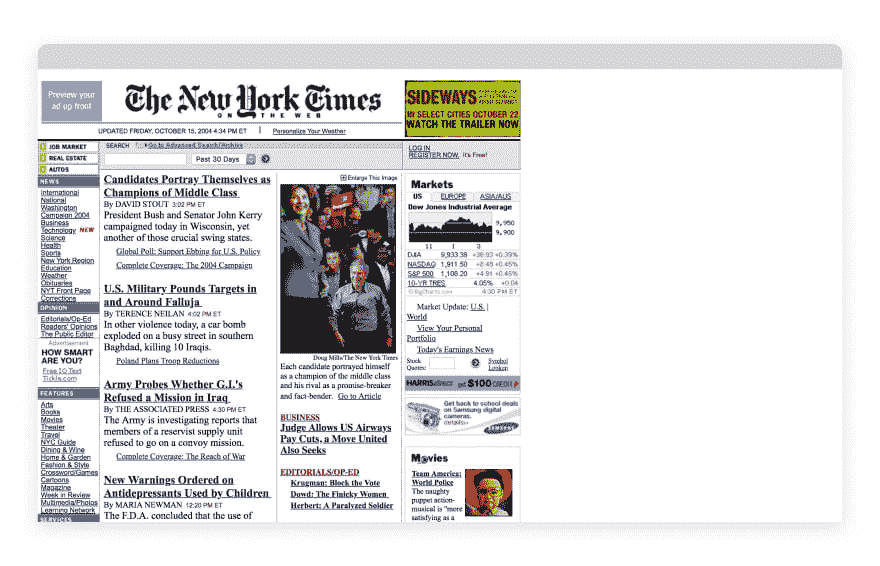 Preview your
ad up front
The New York Times
ON THE WEB
UPDATED FRIDAY, OCTOBER 15, 2004 4:34 PM ET | Personalize Your Weather
SIDEWAYS
IN SELECT CITIES OCTOBER 22
WATCH THE TRAILER NOW
JOB MARKET
REAL ESTATE
AUTOS
SEARCH Go to Advanced Search/Archive
Past 30 Days
LOG IN
REGISTER NOW. It's Free!
NEWS
International
National
Washington
Campaign 2004
Business
Technology NEW
Science
Health
Sports
New York Region
Education
Weather
Obituaries
NYT Front Page
Corrections
OPINION
Editorials/Op-Ed
Readers' Opinions
The Public Editor
Advertisement
HOW SMART
ARE YOU?
Free IQ Test
Tickle.com
FEATURES
Arts
Books
Movies
Theater
Travel
NYC Guide
Dining & Wine
Home & Garden
Fashion & Style
Crossword/Games
Cartoons
Magazine
Week in Review
Multimedia/Photos
Learning Network
SERVICES
Candidates Portray Themselves as
Champions of Middle Class
By DAVID STOUT 3:02 PM ET
President Bush and Senator John Kerry
campaigned today in Wisconsin, yet
another of those crucial swing states.
Global Poll: Support Ebbing for U.S. Policy
Complete Coverage: The 2004 Campaign
U.S. Military Pounds Targets in
and Around Falluja
By TERENCE NEILAN 4:02 PM ET
In other violence today, a car bomb
exploded on a busy street in southern
Baghdad, killing 10 Iraqis.
Poland Plans Troop Reductions
Army Probes Whether G.I.'s
Refused a Mission in Iraq
By THE ASSOCIATED PRESS 4:30 PM ET
The Army is investigating reports that
members of a reservist supply unit
refused to go on a convoy mission.
Complete Coverage: The Reach of War
New Warnings Ordered on
Antidepressants Used by Children
By MARIA NEWMAN 12:20 PM ET
The F.D.A. concluded that the use of
Enlarge This Image
Doug Mills/The New York Times
Each candidate portrayed himself
as a champion of the middle class
and his rival as a promise-breaker
and fact-bender. Go to Article
BUSINESS
Judge Allows US Airways
Pay Cuts, a Move United
Also Seeks
EDITORIALS/OP-ED
Krugman: Block the Vote
Dowd: The Finicky Women
Herbert: A Paralyzed Soldier
Markets
US EUROPE ASIA/AUS
Dow Jones Industrial Average
9,950
9,900
11 1 3
DJIA 9,933.38 +38.93 +0.39%
NASDAQ 1,911.50 +8.48 +0.45%
S&P 500 1,108.20 +4.91 +0.45%
10-YR TRES 4.05% +0.04
© BigCharts.com 4:30 PM ET
Market Update: U.S. |
World
View Your Personal
Portfolio
Today's Earnings News
Stock
Quotes:
Symbol
Lookup
HARRISdirect get $100 CREDIT
Get back to school deals
on Samsung digital
cameras.
details
SAMSUNG
Movies
Team America:
World Police
The naughty
puppet action-
musical is "more
satisfying as a